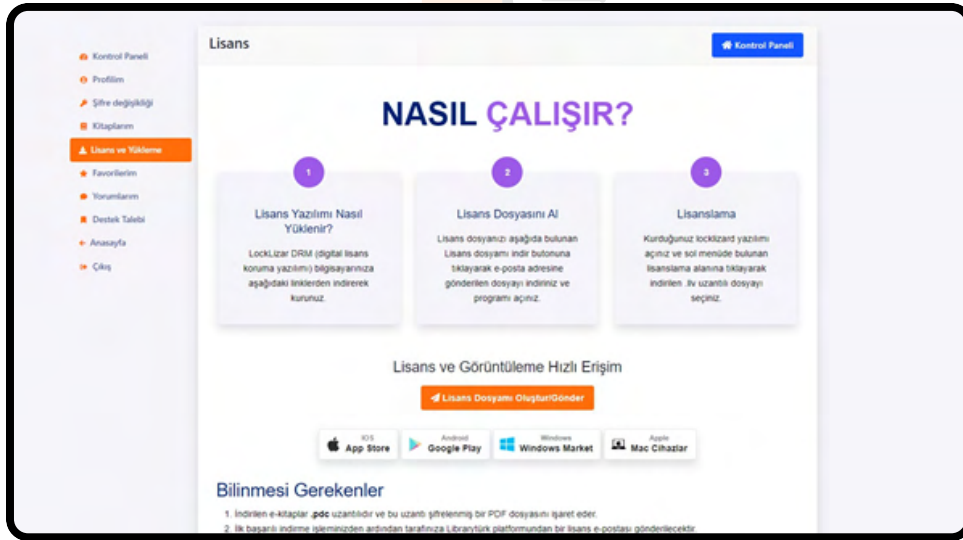 Lisans
Kontrol Paneli
Kontrol Paneli
Profilim
Şifre değişikliği
Kitaplarım
Lisans ve Yükleme
Favorilerim
Yorumlarım
Destek Talebi
Anasayfa
Çıkış
NASIL ÇALIŞIR?
1
Lisans Yazılımı Nasıl
Yüklenir?
LockLizar DRM (digital lisans
koruma yazılımı) bilgisayarınıza
aşağıdaki linklerden indirerek
kurunuz.
2
Lisans Dosyasını Al
Lisans dosyanızı aşağıda bulunan
Lisans dosyamı indir butonuna
tıklayarak e-posta adresine
gönderilen dosyayı indiriniz ve
programı açınız.
3
Lisanslama
Kurduğunuz locklizard yazılımı
açınız ve sol menüde bulunan
lisanslama alanına tıklayarak
indirilen .llv uzantılı dosyayı
seçiniz.
Lisans ve Görüntüleme Hızlı Erişim
Lisans Dosyamı Oluştur/Gönder
IOS
App Store
Android
Google Play
Windows
Windows Market
Apple
Mac Cihazlar
Bilinmesi Gerekenler
1. İndirilen e-kitaplar .pdc uzantılıdır ve bu uzantı şifrelenmiş bir PDF dosyasını işaret eder.
2. İlk başarılı indirme işleminizden ardından tarafınıza Librarytürk platformundan bir lisans e-postası gönderilecektir.